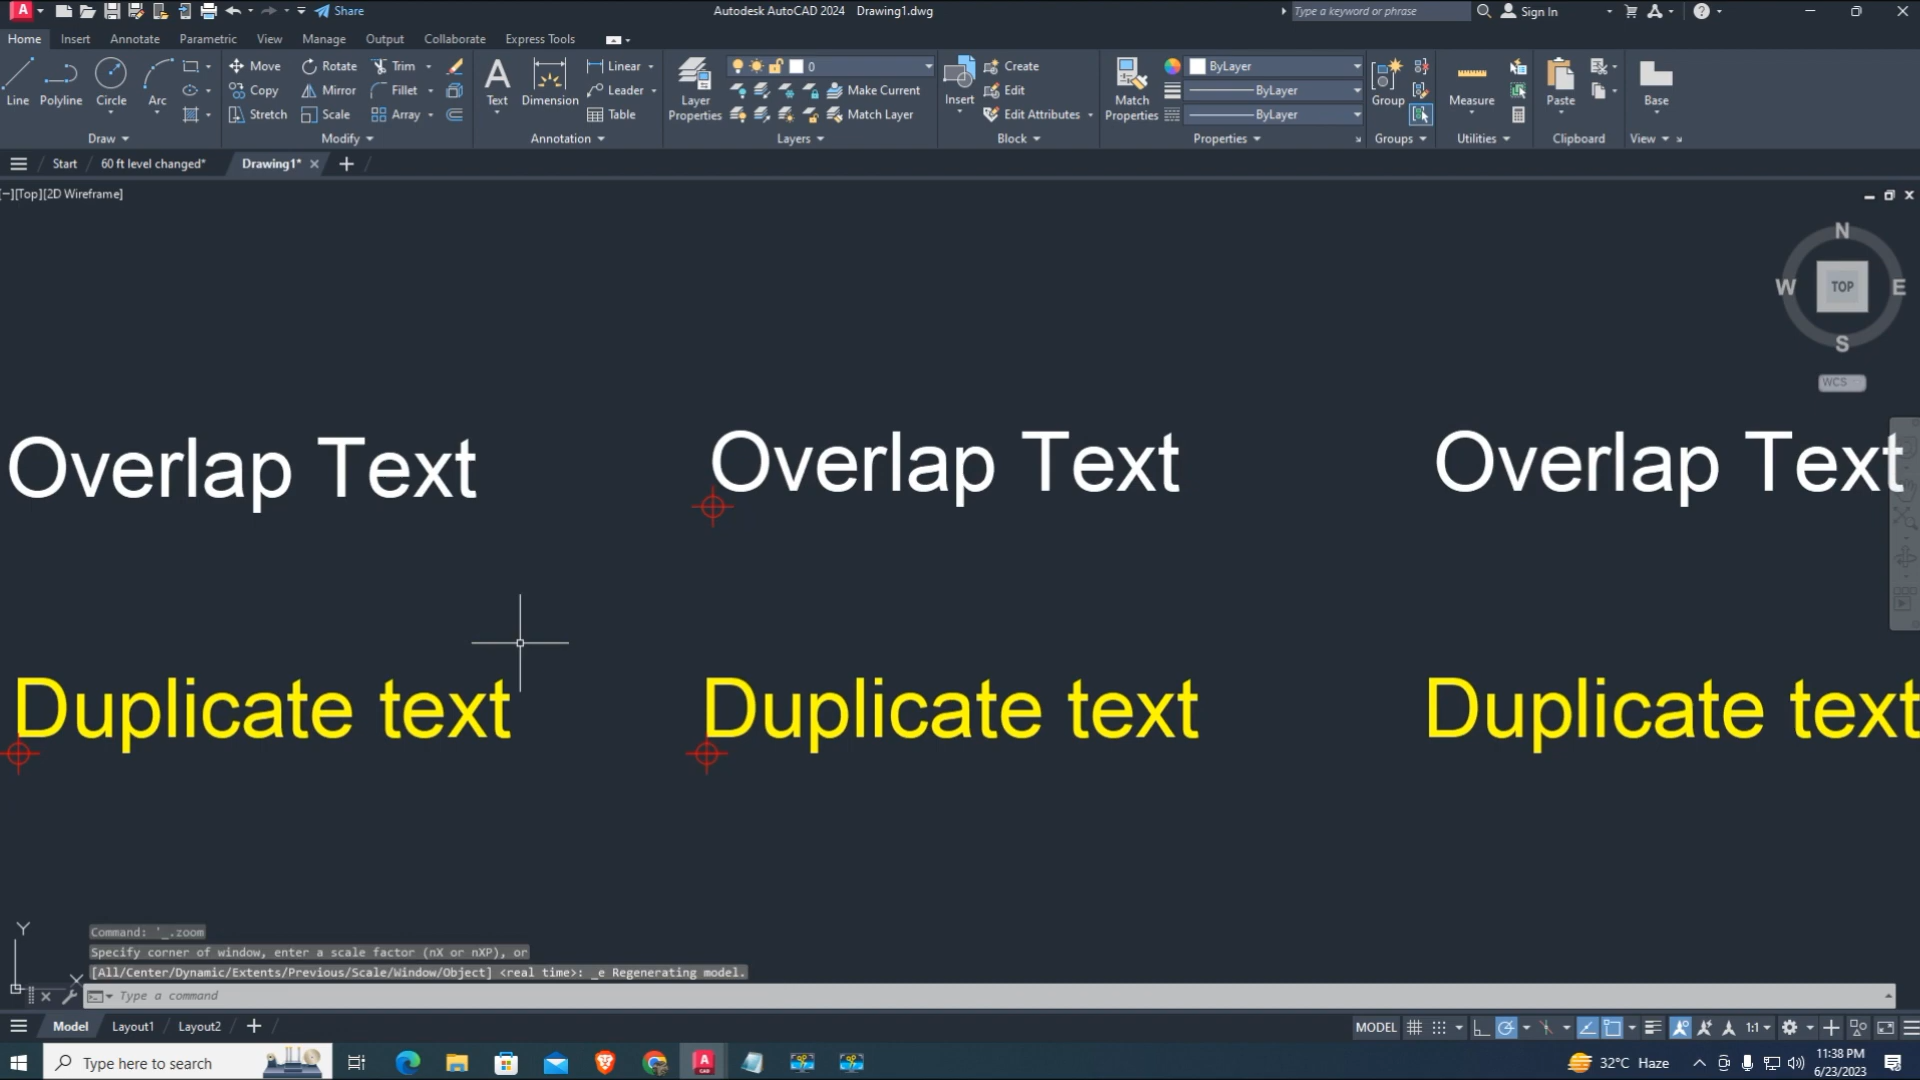 Share
Autodesk AutoCAD 2024 Drawing1.dwg
Type a keyword or phrase
Sign In
Home Insert Annotate Parametric View Manage Output Collaborate Express Tools
Line Polyline Circle Arc
Move Rotate Trim
Copy Mirror Fillet
Stretch Scale Array
Text Dimension
Linear
Leader
Table
Layer Properties
0
Make Current
Match Layer
Insert
Create
Edit
Edit Attributes
Match Properties
ByLayer
ByLayer
ByLayer
Group Measure Paste Base
Draw Modify Annotation Layers Block Properties Groups Utilities Clipboard View
Start 60 ft level changed* Drawing1*
[−][Top][2D Wireframe]
N
W TOP E
S
WCS
Overlap Text Overlap Text Overlap Text
Duplicate text Duplicate text Duplicate text
Y
X
Command: '_.zoom
Specify corner of window, enter a scale factor (nX or nXP), or
[All/Center/Dynamic/Extents/Previous/Scale/Window/Object] <real time>: _e Regenerating model.
Type a command
Model Layout1 Layout2
MODEL 1:1
Type here to search
32°C Haze
11:38 PM
6/23/2023